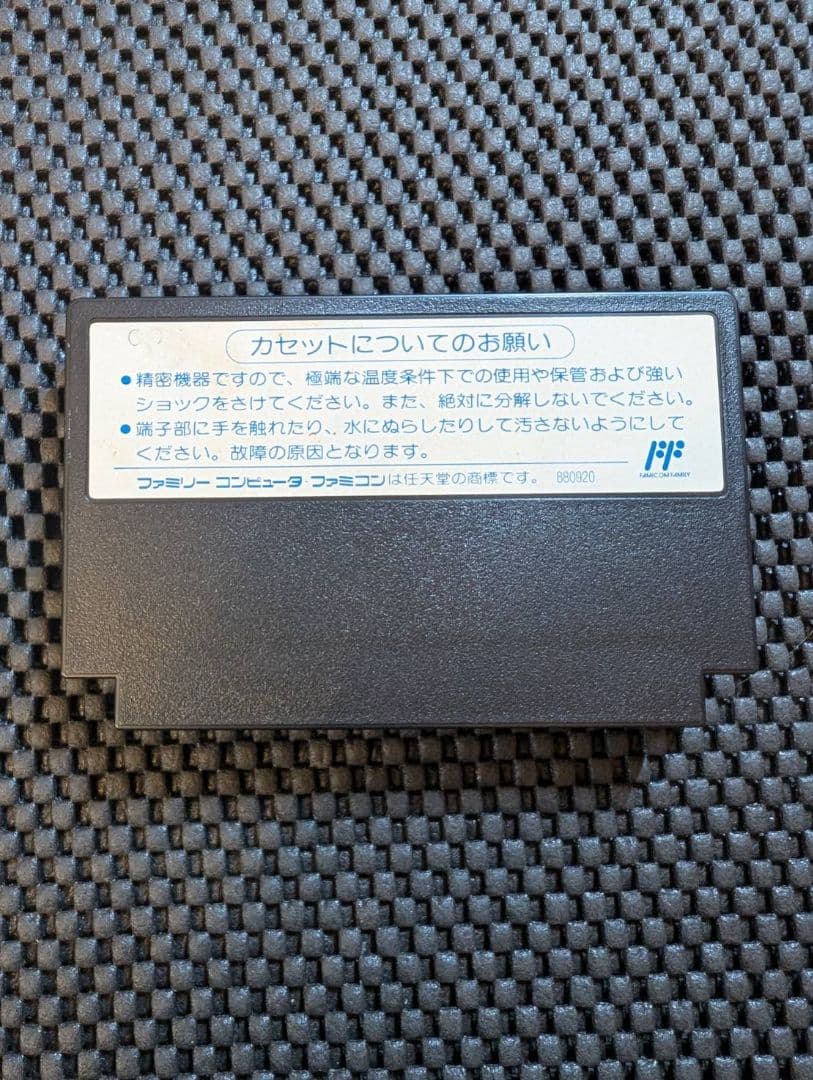 カセットについてのお願い
●精密機器ですので、極端な温度条件下での使用や保管および強い
ショックをさけてください。また、絶対に分解しないでください。
●端子部に手を触れたり、水にぬらしたりして汚さないようにして
ください。故障の原因となります。
FAMICOM FAMILY
ファミリー コンピュータ・ファミコンは任天堂の商標です。 880920